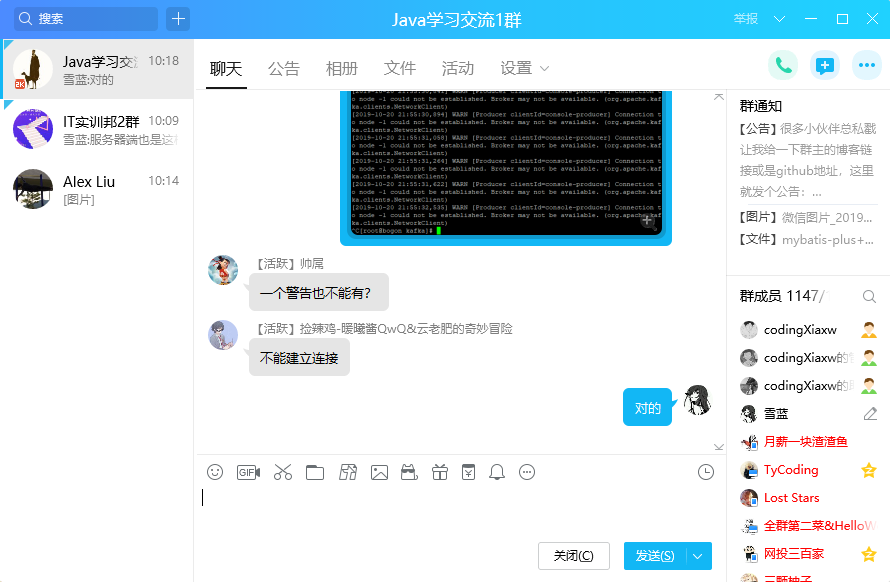 搜索
Java学习交流1群
举报
Java学习交流
10:18
雪蓝:对的
IT实训邦2群
10:09
雪蓝:服务器端也是这
Alex Liu
10:14
[图片]
聊天 公告 相册 文件 活动 设置
o node -1 could not be established. Broker may not be available. (org.apache.kaf
ka.clients.NetworkClient)
[2019-10-20 21:55:30,894] WARN [Producer clientId=console-producer] Connection t
o node -1 could not be established. Broker may not be available. (org.apache.kaf
ka.clients.NetworkClient)
[2019-10-20 21:55:31,050] WARN [Producer clientId=console-producer] Connection t
o node -1 could not be established. Broker may not be available. (org.apache.kaf
ka.clients.NetworkClient)
[2019-10-20 21:55:31,264] WARN [Producer clientId=console-producer] Connection t
o node -1 could not be established. Broker may not be available. (org.apache.kaf
ka.clients.NetworkClient)
[2019-10-20 21:55:31,622] WARN [Producer clientId=console-producer] Connection t
o node -1 could not be established. Broker may not be available. (org.apache.kaf
ka.clients.NetworkClient)
[2019-10-20 21:55:32,535] WARN [Producer clientId=console-producer] Connection t
o node -1 could not be established. Broker may not be available. (org.apache.kaf
ka.clients.NetworkClient)
^C[root@bogon kafka]#
【活跃】帅屌
一个警告也不能有?
【活跃】捡辣鸡-暖曦酱QwQ&云老肥的奇妙冒险
不能建立连接
对的
GIF
关闭(C)
发送(S)
群通知
【公告】很多小伙伴总私戳
让我给一下群主的博客链
接或是github地址，这里
就发个公告：...
【图片】微信图片_2019...
【文件】mybatis-plus+...
群成员 1147/
codingXiaxw
codingXiaxw的
codingXiaxw的
雪蓝
月薪一块渣渣鱼
TyCoding
Lost Stars
全群第二菜&HelloW
网投三百家
三颗柚子